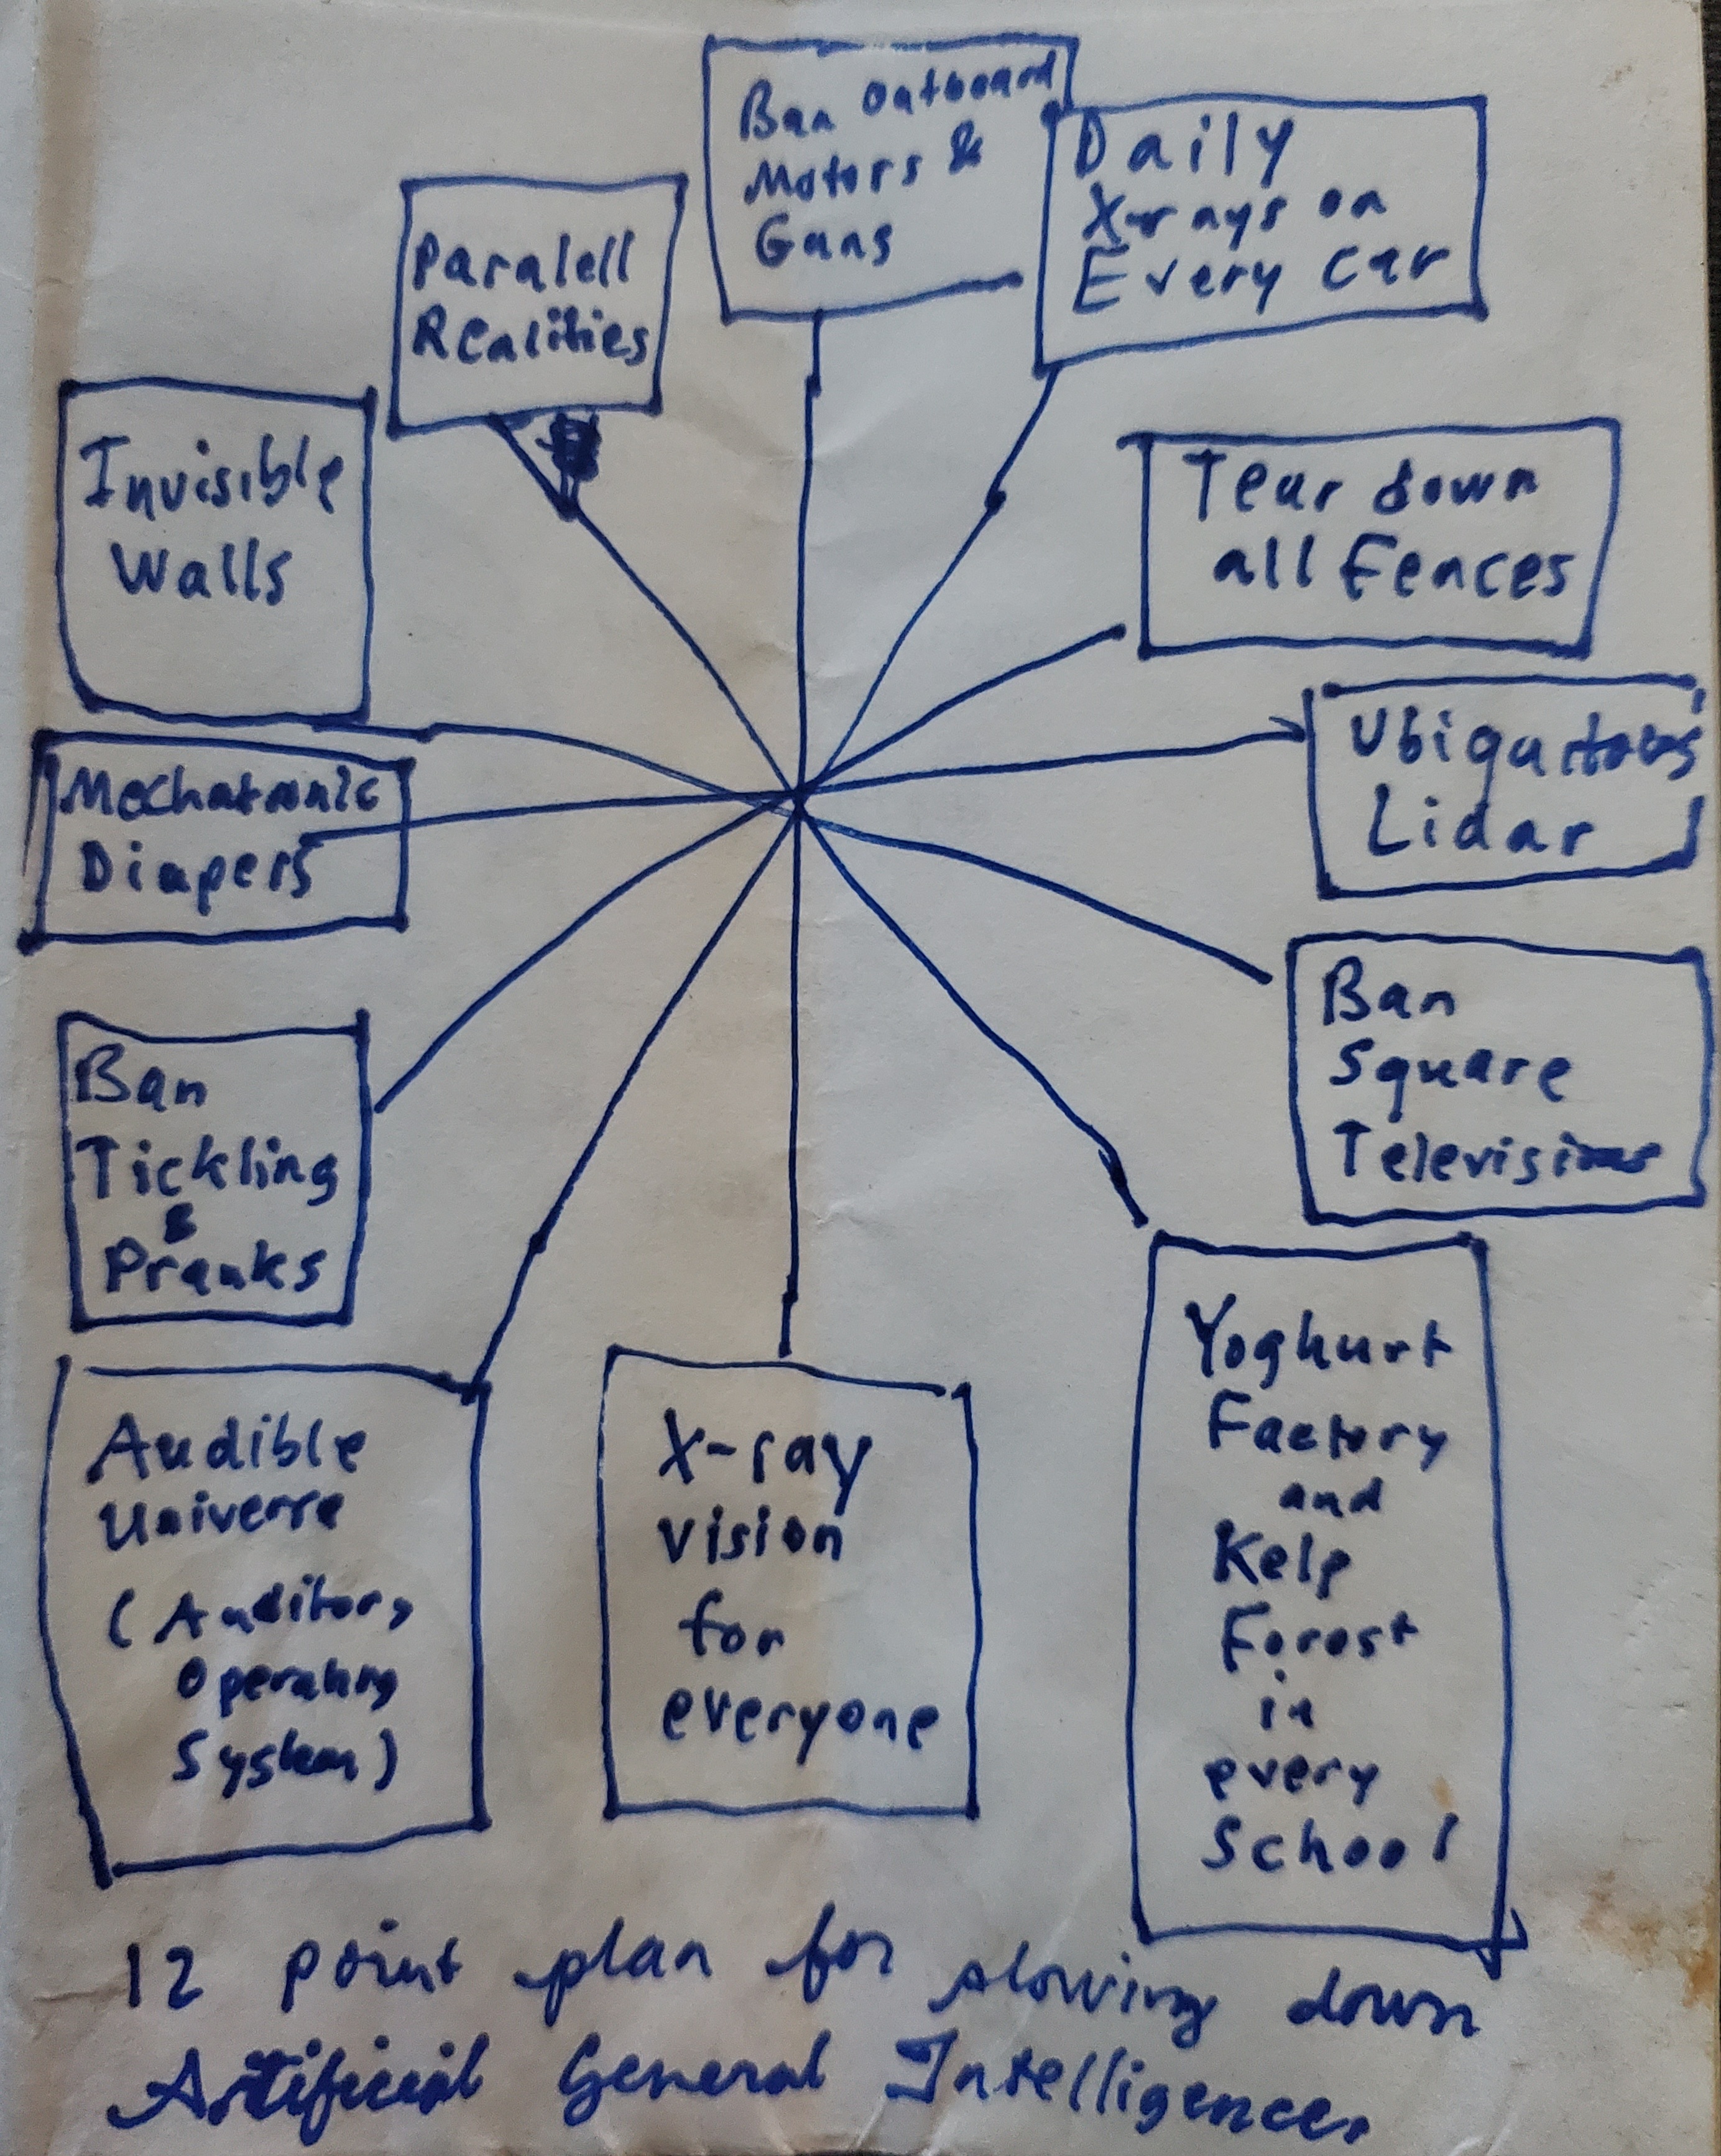 Ban Outboard
Motors &
Guns
Daily
X-rays on
Every car
Paralell
Realities
Tear down
all Fences
Invisible
Walls
Ubiquitous
Lidar
Mechatronic
Diapers
Ban
Square
Televisions
Ban
Tickling
&
Pranks
Yoghurt
Factory
and
Kelp
Forest
in
every
School
X-ray
vision
for
everyone
Audible
Universe
(Auditory
Operating
System)
12 point plan for slowing down
Artificial General Intelligence.